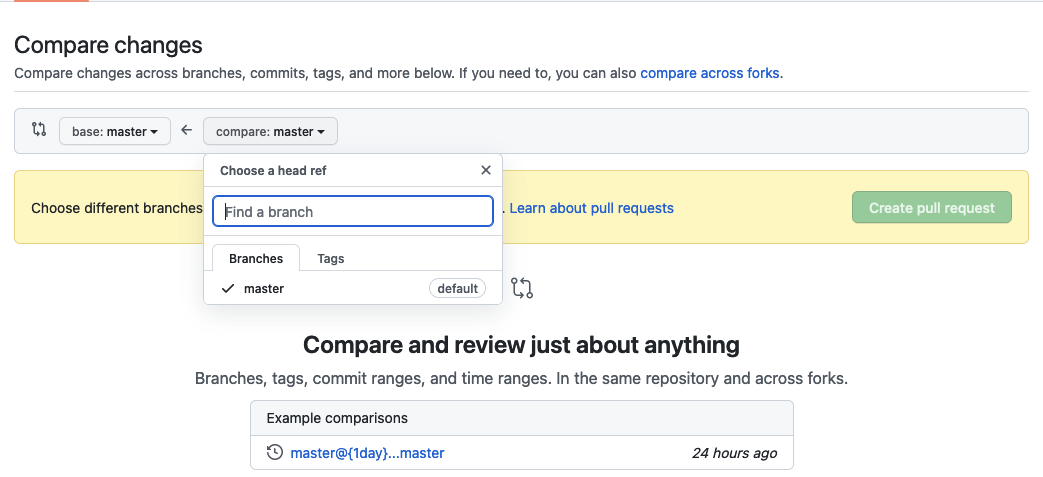 Compare changes
Compare changes across branches, commits, tags, and more below. If you need to, you can also compare across forks.
base: master
compare: master
Choose a head ref
Choose different branches
. Learn about pull requests
Create pull request
Find a branch
Branches Tags
master default
Compare and review just about anything
Branches, tags, commit ranges, and time ranges. In the same repository and across forks.
Example comparisons
master@{1day}...master 24 hours ago